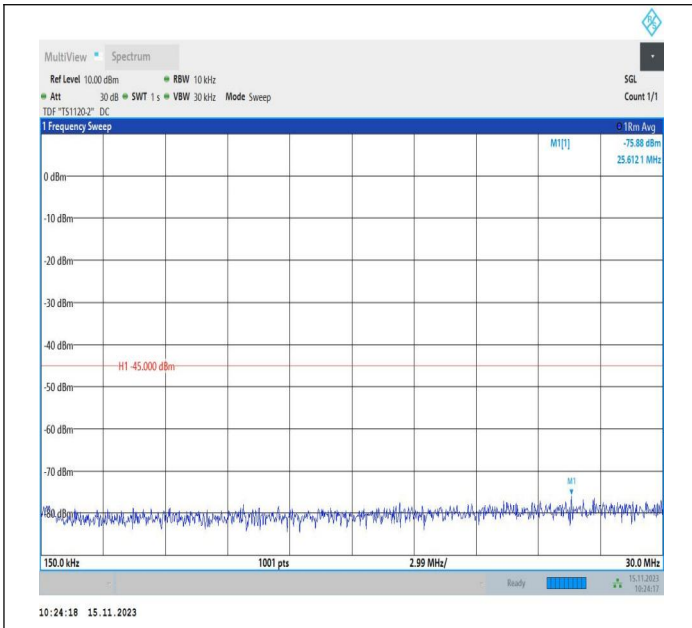 R S
MultiView Spectrum
Ref Level 10.00 dBm RBW 10 kHz SGL
Att 30 dB SWT 1 s VBW 30 kHz Mode Sweep Count 1/1
TDF "TS1120-2" DC
1 Frequency Sweep 1Rm Avg
M1[1] -75.88 dBm
25.612 1 MHz
0 dBm
-10 dBm
-20 dBm
-30 dBm
-40 dBm
H1 -45.000 dBm
-50 dBm
-60 dBm
-70 dBm
M1
-80 dBm
150.0 kHz 1001 pts 2.99 MHz/ 30.0 MHz
Ready 15.11.2023
10:24:17
10:24:18 15.11.2023